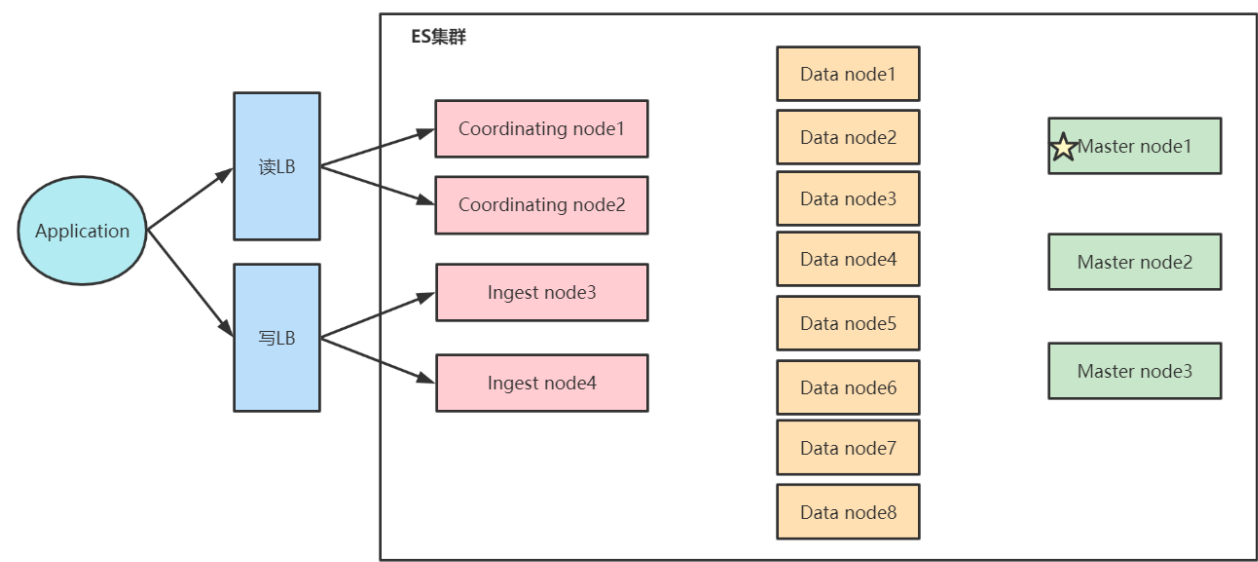 ES集群
Application
读LB
写LB
Coordinating node1
Coordinating node2
Ingest node3
Ingest node4
Data node1
Data node2
Data node3
Data node4
Data node5
Data node6
Data node7
Data node8
Master node1
Master node2
Master node3